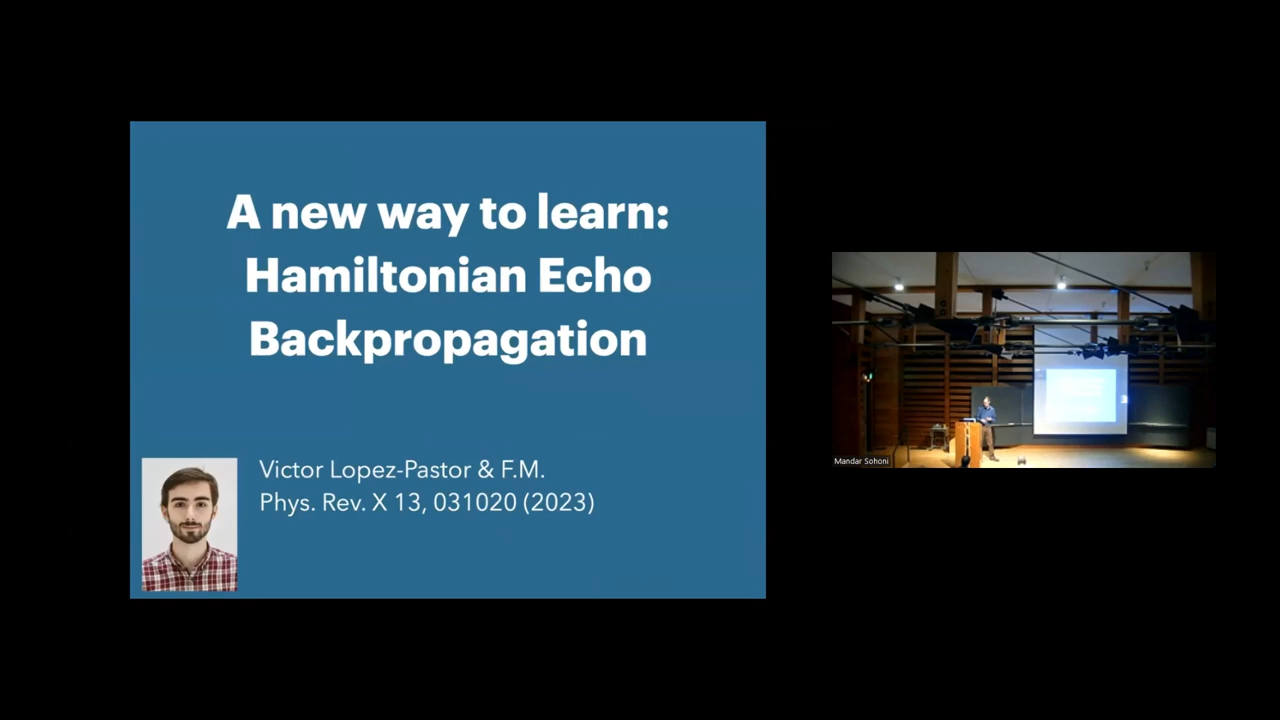 A new way to learn:
Hamiltonian Echo
Backpropagation
Victor Lopez-Pastor & F.M.
Phys. Rev. X 13, 031020 (2023)
Mandar Sohoni